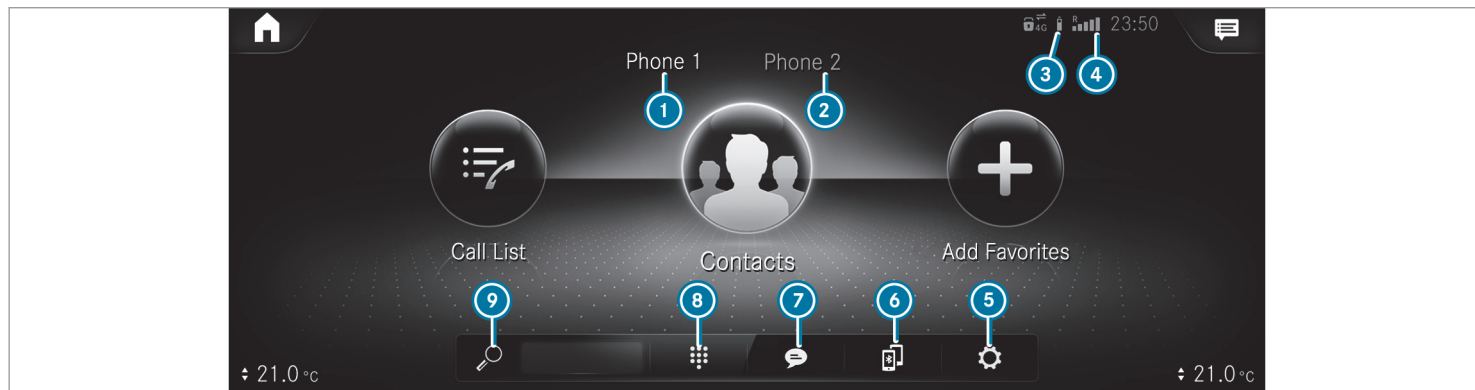 4G R 23:50
Phone 1 Phone 2
3 4
1 2
Call List Contacts Add Favorites
9 8 7 6 5
21.0 °C 21.0 °C